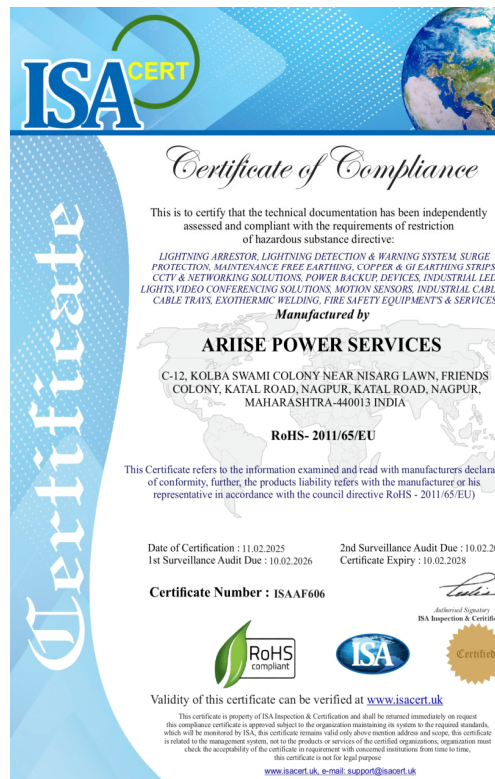 ISA CERT
Certificate
Certificate of Compliance
This is to certify that the technical documentation has been independently
assessed and compliant with the requirements of restriction
of hazardous substance directive:
LIGHTNING ARRESTOR, LIGHTNING DETECTION & WARNING SYSTEM, SURGE
PROTECTION, MAINTENANCE FREE EARTHING, COPPER & GI EARTHING STRIPS
CCTV & NETWORKING SOLUTIONS, POWER BACKUP, DEVICES, INDUSTRIAL LED
LIGHTS,VIDEO CONFERENCING SOLUTIONS, MOTION SENSORS, INDUSTRIAL CABL
CABLE TRAYS, EXOTHERMIC WELDING, FIRE SAFETY EQUIPMENT'S & SERVICES
Manufactured by
ARIISE POWER SERVICES
C-12, KOLBA SWAMI COLONY NEAR NISARG LAWN, FRIENDS
COLONY, KATAL ROAD, NAGPUR, KATAL ROAD, NAGPUR,
MAHARASHTRA-440013 INDIA
RoHS- 2011/65/EU
This Certificate refers to the information examined and read with manufacturers declara
of conformity, further, the products liability refers with the manufacturer or his
representative in accordance with the council directive RoHS - 2011/65/EU)
Date of Certification : 11.02.2025
1st Surveillance Audit Due : 10.02.2026
2nd Surveillance Audit Due : 10.02.20
Certificate Expiry : 10.02.2028
Certificate Number : ISAAF606
Authorised Signatory
ISA Inspection & Ceritific
RoHS
compliant
ISA
Certified
Validity of this certificate can be verified at www.isacert.uk
This certificate is property of ISA Inspection & Certification and shall be returned immediately on request
this compliance certificate is approved subject to the organization maintaining its system to the required standards,
which will be monitored by ISA, this certificate remains valid only above mention address and scope, this certificate
is related to the management system, not to the products or services of the certified organizations, organization must
check the acceptability of the certificate in requirement with concerned institutions from time to time,
this certificate is not for legal purpose
www.isacert.uk, e-mail: support@isacert.uk